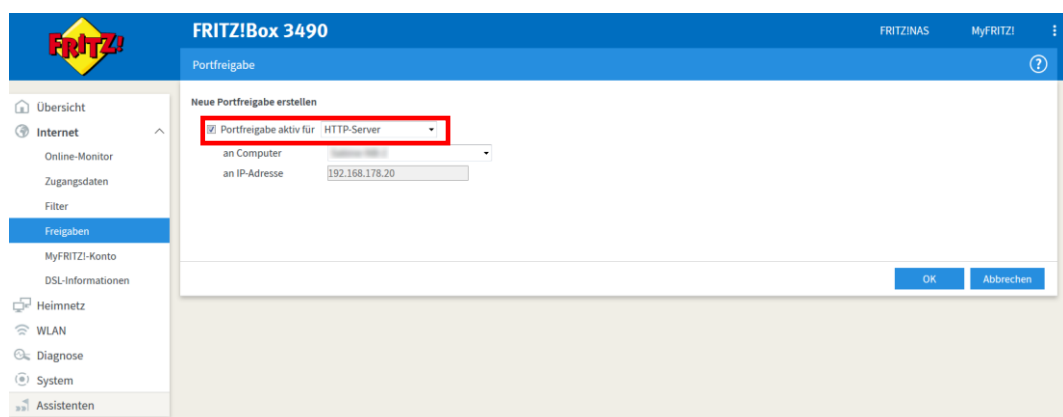 FRITZ!
FRITZ!Box 3490
FRITZ!NAS
MyFRITZ!
Portfreigabe
?
Übersicht
Internet
Online-Monitor
Zugangsdaten
Filter
Freigaben
MyFRITZ!-Konto
DSL-Informationen
Heimnetz
WLAN
Diagnose
System
Assistenten
Neue Portfreigabe erstellen
Portfreigabe aktiv für HTTP-Server
an Computer
an IP-Adresse 192.168.178.20
OK
Abbrechen